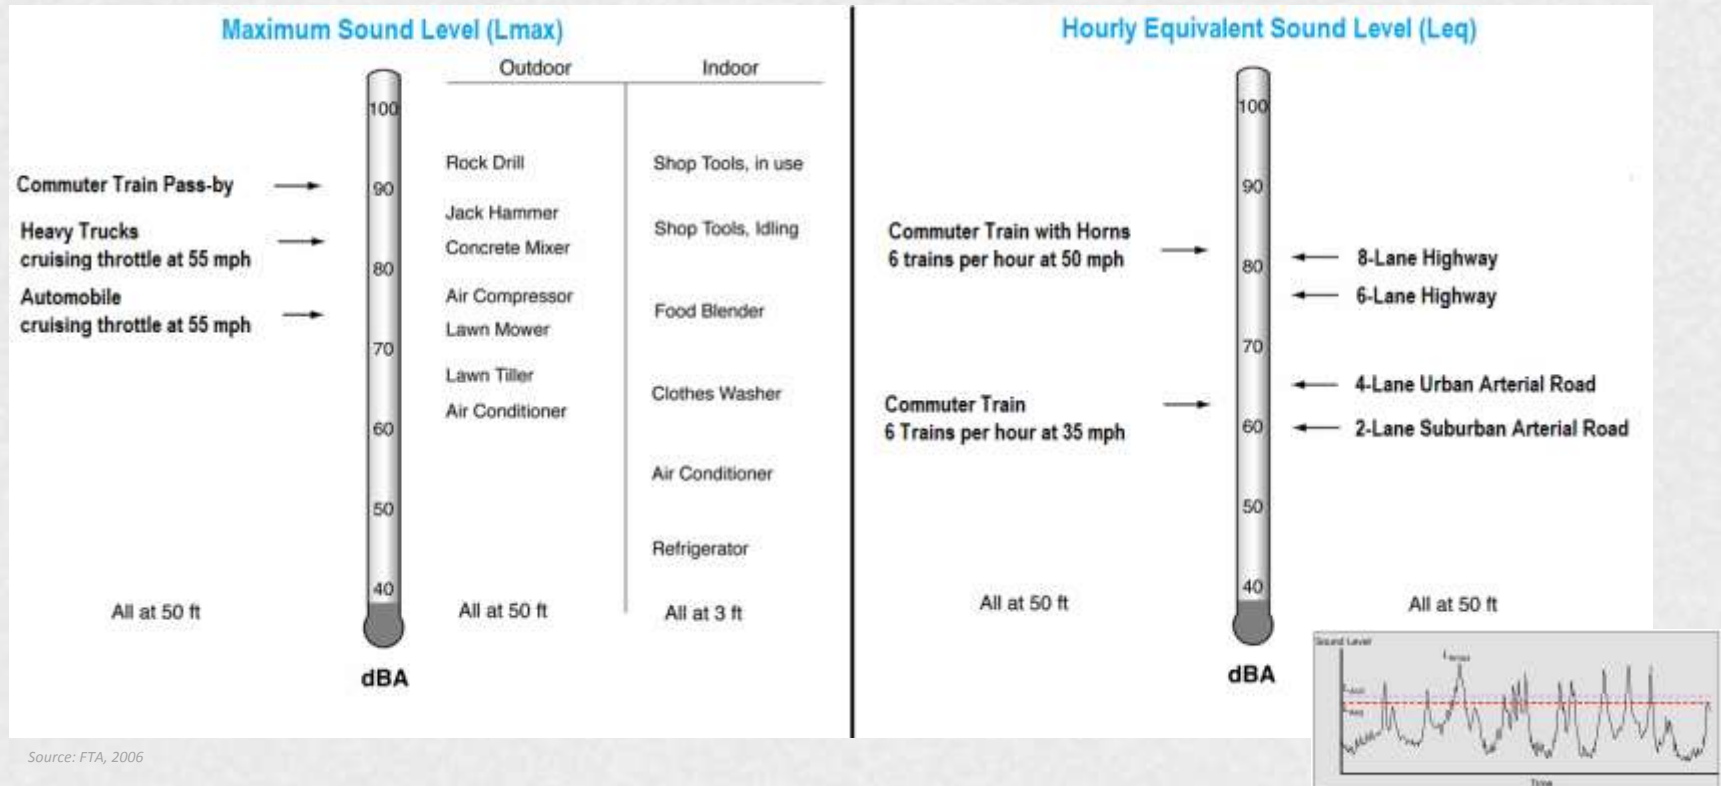 Maximum Sound Level (Lmax)
Outdoor
Indoor
Commuter Train Pass-by
Heavy Trucks
cruising throttle at 55 mph
Automobile
cruising throttle at 55 mph
All at 50 ft
100
90
80
70
60
50
40
dBA
Rock Drill
Jack Hammer
Concrete Mixer
Air Compressor
Lawn Mower
Lawn Tiller
Air Conditioner
All at 50 ft
Shop Tools, in use
Shop Tools, Idling
Food Blender
Clothes Washer
Air Conditioner
Refrigerator
All at 3 ft
Hourly Equivalent Sound Level (Leq)
Commuter Train with Horns
6 trains per hour at 50 mph
Commuter Train
6 Trains per hour at 35 mph
All at 50 ft
100
90
80
70
60
50
40
dBA
8-Lane Highway
6-Lane Highway
4-Lane Urban Arterial Road
2-Lane Suburban Arterial Road
All at 50 ft
Sound Level
Time
Source: FTA, 2006